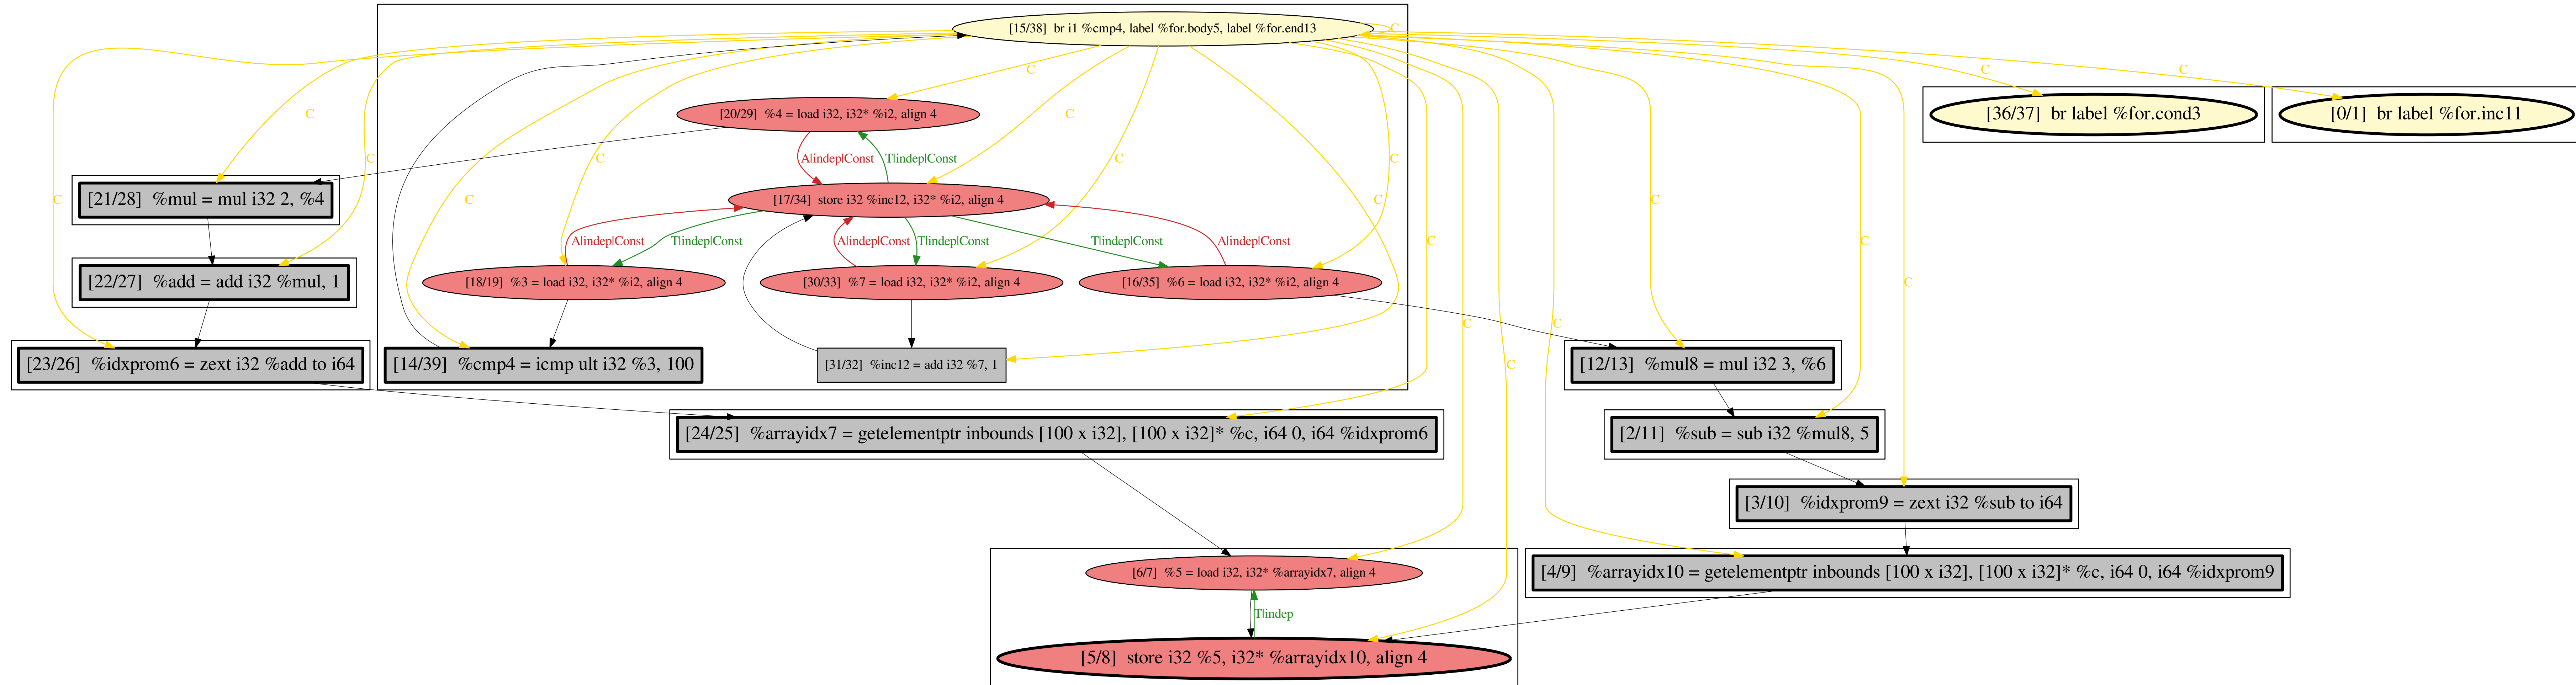 [15/38]  br i1 %cmp4, label %for.body5, label %for.end13
C
C
C
C
[20/29]  %4 = load i32, i32* %i2, align 4
[36/37]  br label %for.cond3
[0/1]  br label %for.inc11
C
C
C
A|indep|Const
T|indep|Const
C
C
C
[21/28]  %mul = mul i32 2, %4
C
C
[17/34]  store i32 %inc12, i32* %i2, align 4
C
C
A|indep|Const
T|indep|Const
A|indep|Const
T|indep|Const
T|indep|Const
A|indep|Const
C
C
[22/27]  %add = add i32 %mul, 1
[18/19]  %3 = load i32, i32* %i2, align 4
[30/33]  %7 = load i32, i32* %i2, align 4
[16/35]  %6 = load i32, i32* %i2, align 4
C
C
C
[23/26]  %idxprom6 = zext i32 %add to i64
[14/39]  %cmp4 = icmp ult i32 %3, 100
[31/32]  %inc12 = add i32 %7, 1
C
[12/13]  %mul8 = mul i32 3, %6
[24/25]  %arrayidx7 = getelementptr inbounds [100 x i32], [100 x i32]* %c, i64 0, i64 %idxprom6
[2/11]  %sub = sub i32 %mul8, 5
[3/10]  %idxprom9 = zext i32 %sub to i64
[6/7]  %5 = load i32, i32* %arrayidx7, align 4
[4/9]  %arrayidx10 = getelementptr inbounds [100 x i32], [100 x i32]* %c, i64 0, i64 %idxprom9
T|indep
[5/8]  store i32 %5, i32* %arrayidx10, align 4